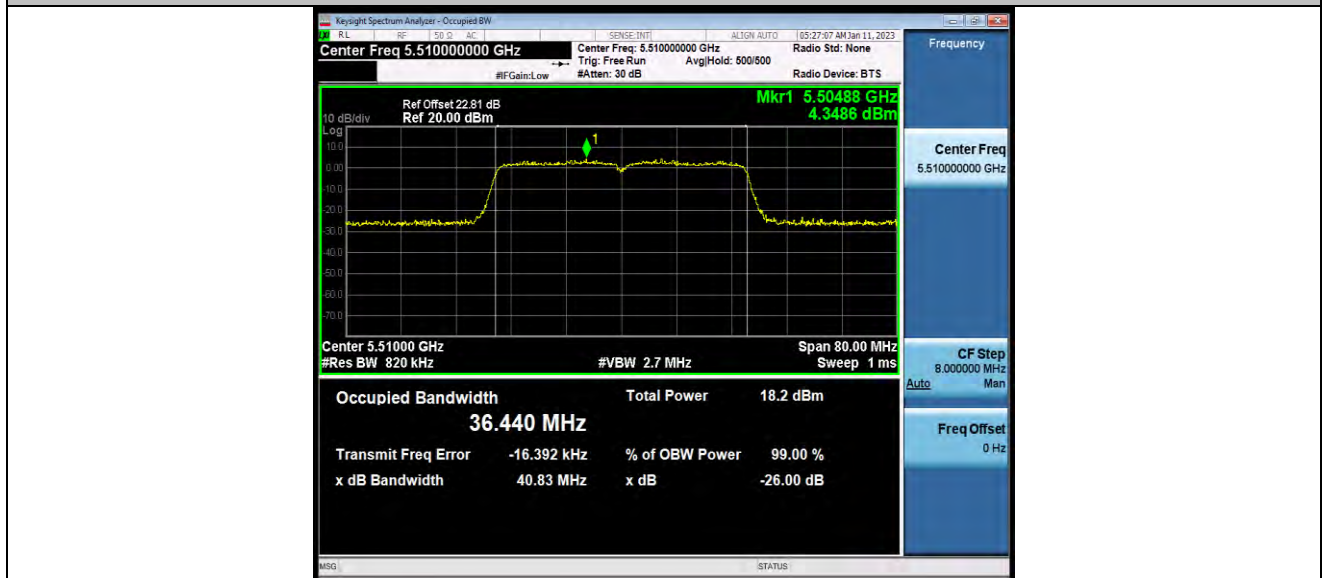 Keysight Spectrum Analyzer - Occupied BW
RL RF 50 Ω AC SENSE:INT ALIGN AUTO 05:27:07 AM Jan 11, 2023
Center Freq 5.510000000 GHz
Center Freq: 5.510000000 GHz
Radio Std: None
Trig: Free Run Avg|Hold: 500/500
#IFGain:Low
#Atten: 30 dB
Radio Device: BTS
Frequency
Mkr1 5.50488 GHz
4.3486 dBm
Ref Offset 22.81 dB
10 dB/div Ref 20.00 dBm
Log
10.0
0.00
-10.0
-20.0
-30.0
-40.0
-50.0
-60.0
-70.0
1
Center 5.51000 GHz Span 80.00 MHz
#Res BW 820 kHz #VBW 2.7 MHz Sweep 1 ms
Center Freq
5.510000000 GHz
CF Step
8.000000 MHz
Auto Man
Freq Offset
0 Hz
Occupied Bandwidth Total Power 18.2 dBm
36.440 MHz
Transmit Freq Error -16.392 kHz % of OBW Power 99.00 %
x dB Bandwidth 40.83 MHz x dB -26.00 dB
MSG STATUS